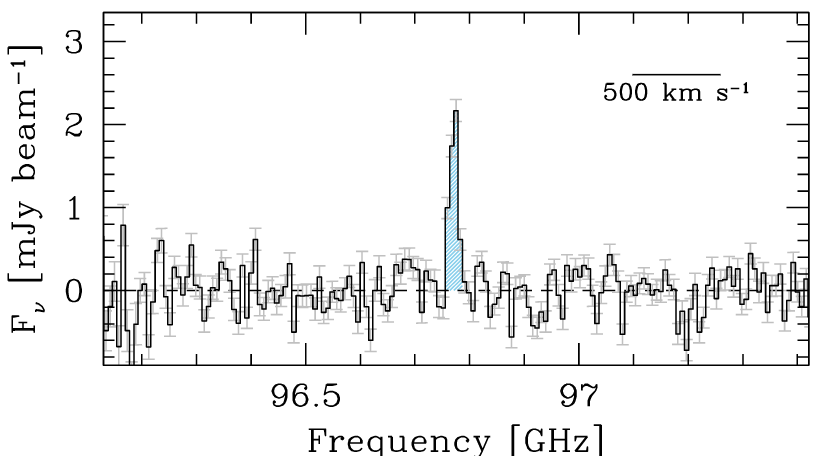 3
500 km s⁻¹
2
1
0
F_ν [mJy beam⁻¹]
96.5 97
Frequency [GHz]